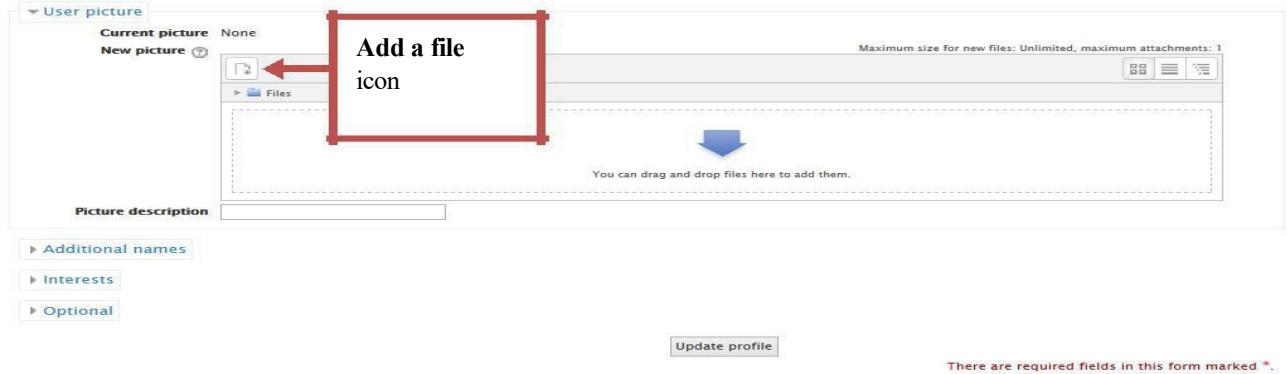 User picture
Current picture None
New picture
Add a file
icon
Maximum size for new files: Unlimited, maximum attachments: 1
Files
You can drag and drop files here to add them.
Picture description
Additional names
Interests
Optional
Update profile
There are required fields in this form marked *.